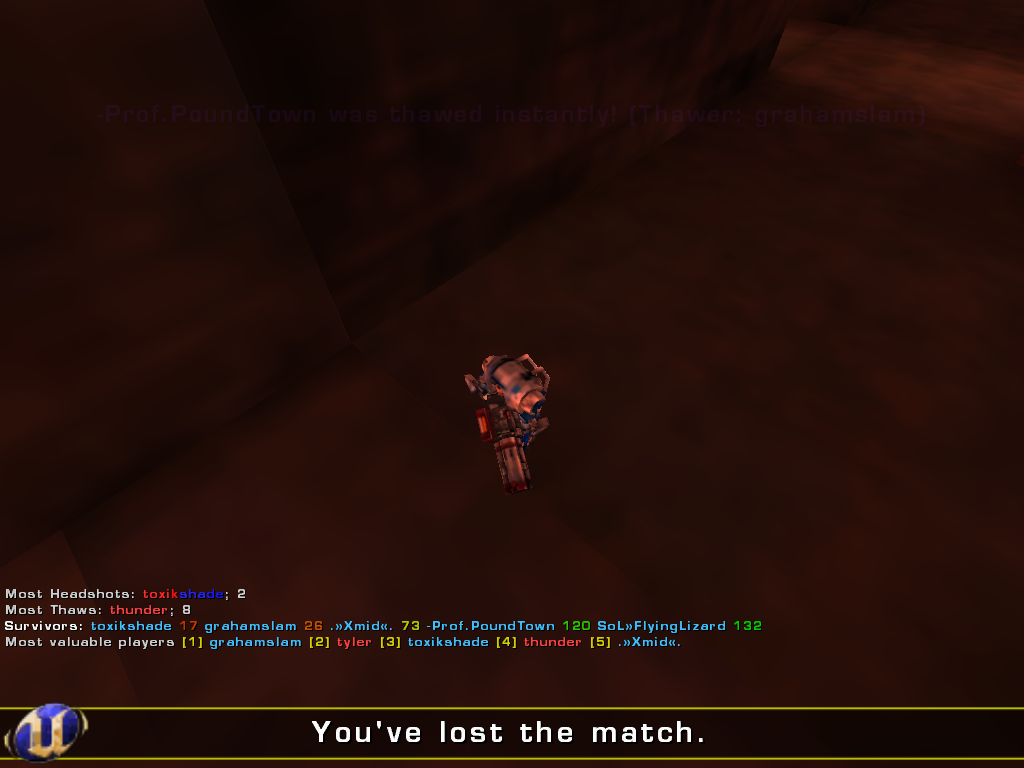 -Prof.PoundTown was thawed instantly! (Thawer: grahamslam)
Most Headshots: toxikshade; 2
Most Thaws: thunder; 8
Survivors: toxikshade 17 grahamslam 26 .»Xmid«. 73 -Prof.PoundTown 120 SoL»FlyingLizard 132
Most valuable players [1] grahamslam [2] tyler [3] toxikshade [4] thunder [5] .»Xmid«.
You've lost the match.